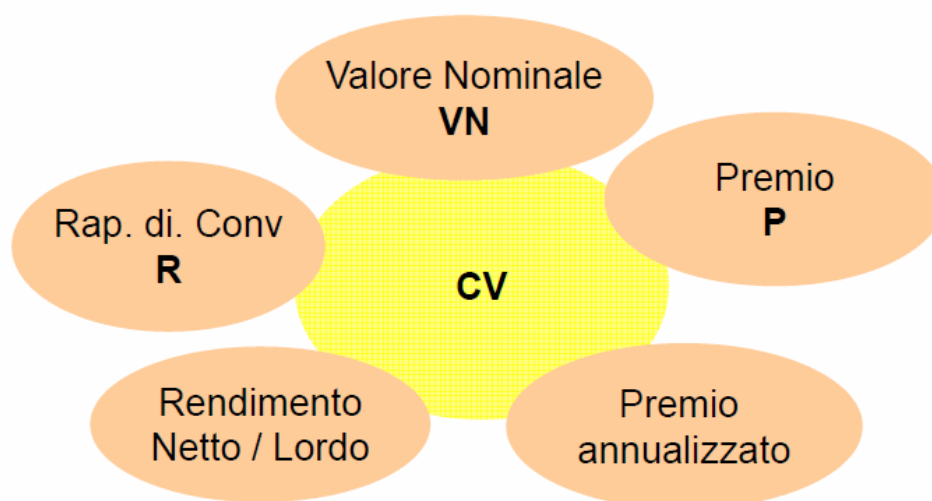 Valore Nominale
VN
Premio
P
Rap. di. Conv
R
CV
Rendimento
Netto / Lordo
Premio
annualizzato